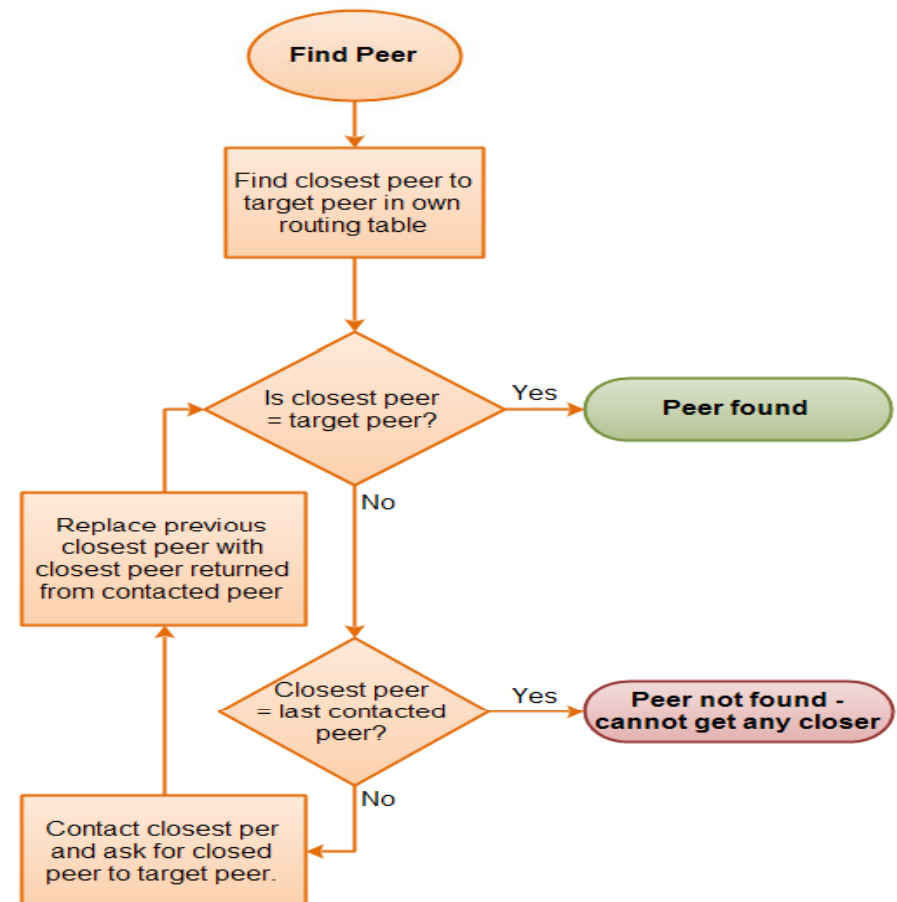 Find Peer
Find closest peer to
target peer in own
routing table
Is closest peer
= target peer?
Yes
Peer found
No
Replace previous
closest peer with
closest peer returned
from contacted peer
Closest peer
= last contacted
peer?
Yes
Peer not found -
cannot get any closer
No
Contact closest per
and ask for closed
peer to target peer.